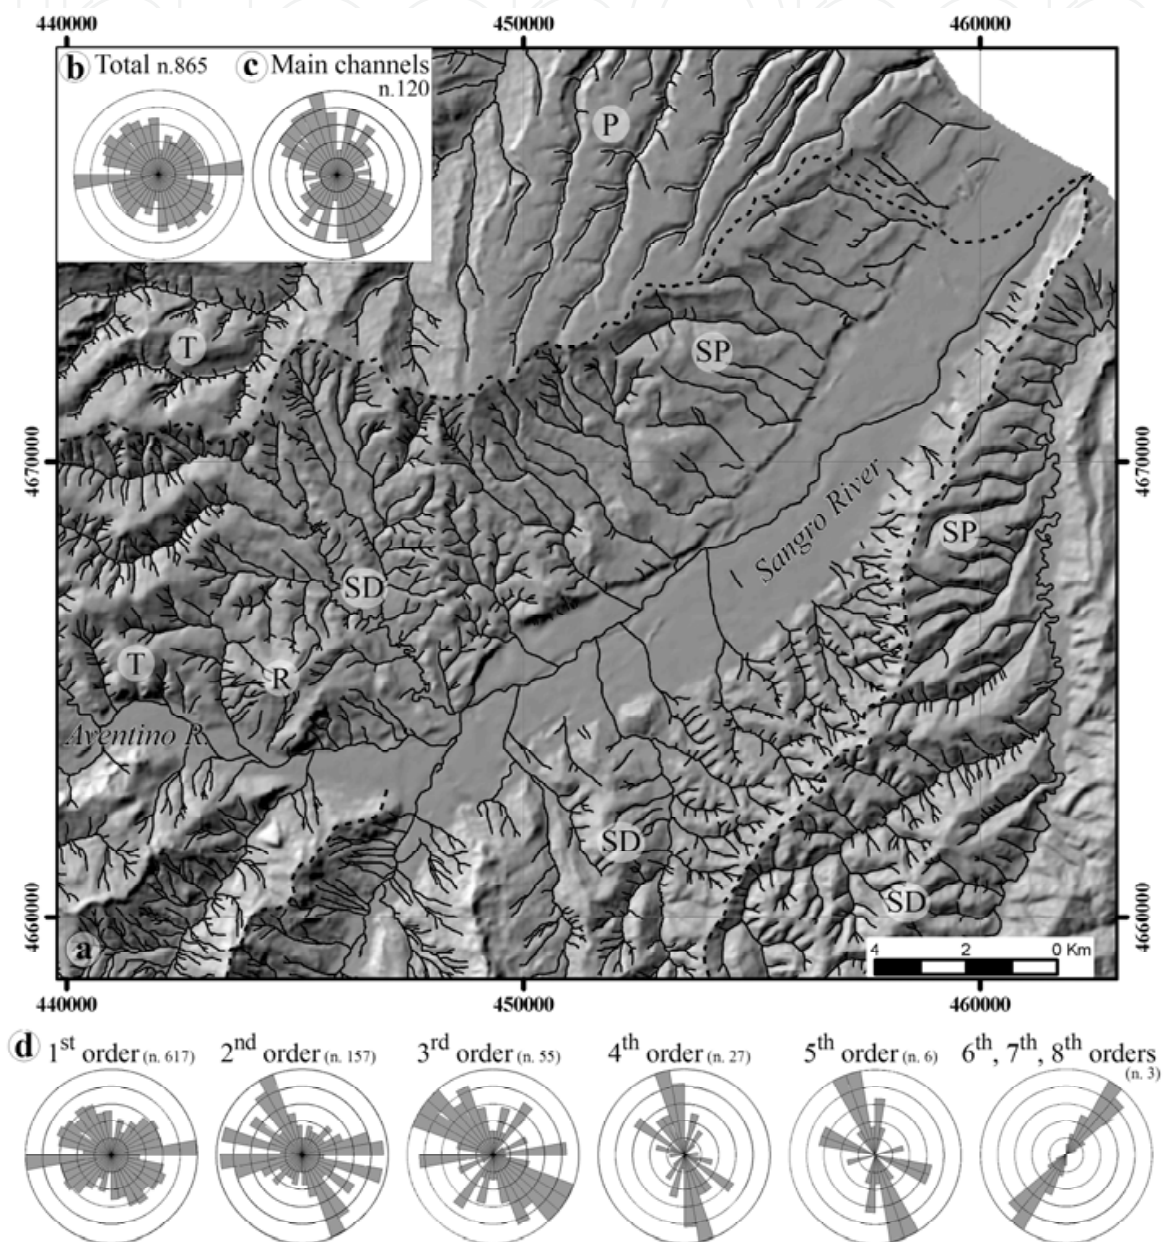 440000 450000 460000
b Total n.865 c Main channels
n.120
P
T
SP
4670000 4670000
Sangro River
SP
SD
T
R
Aventino R.
SD
SD
4660000 4660000
a
4 2 0 Km
440000 450000 460000
d 1st order (n. 617) 2nd order (n. 157) 3rd order (n. 55) 4th order (n. 27) 5th order (n. 6) 6th, 7th, 8th orders
(n. 3)